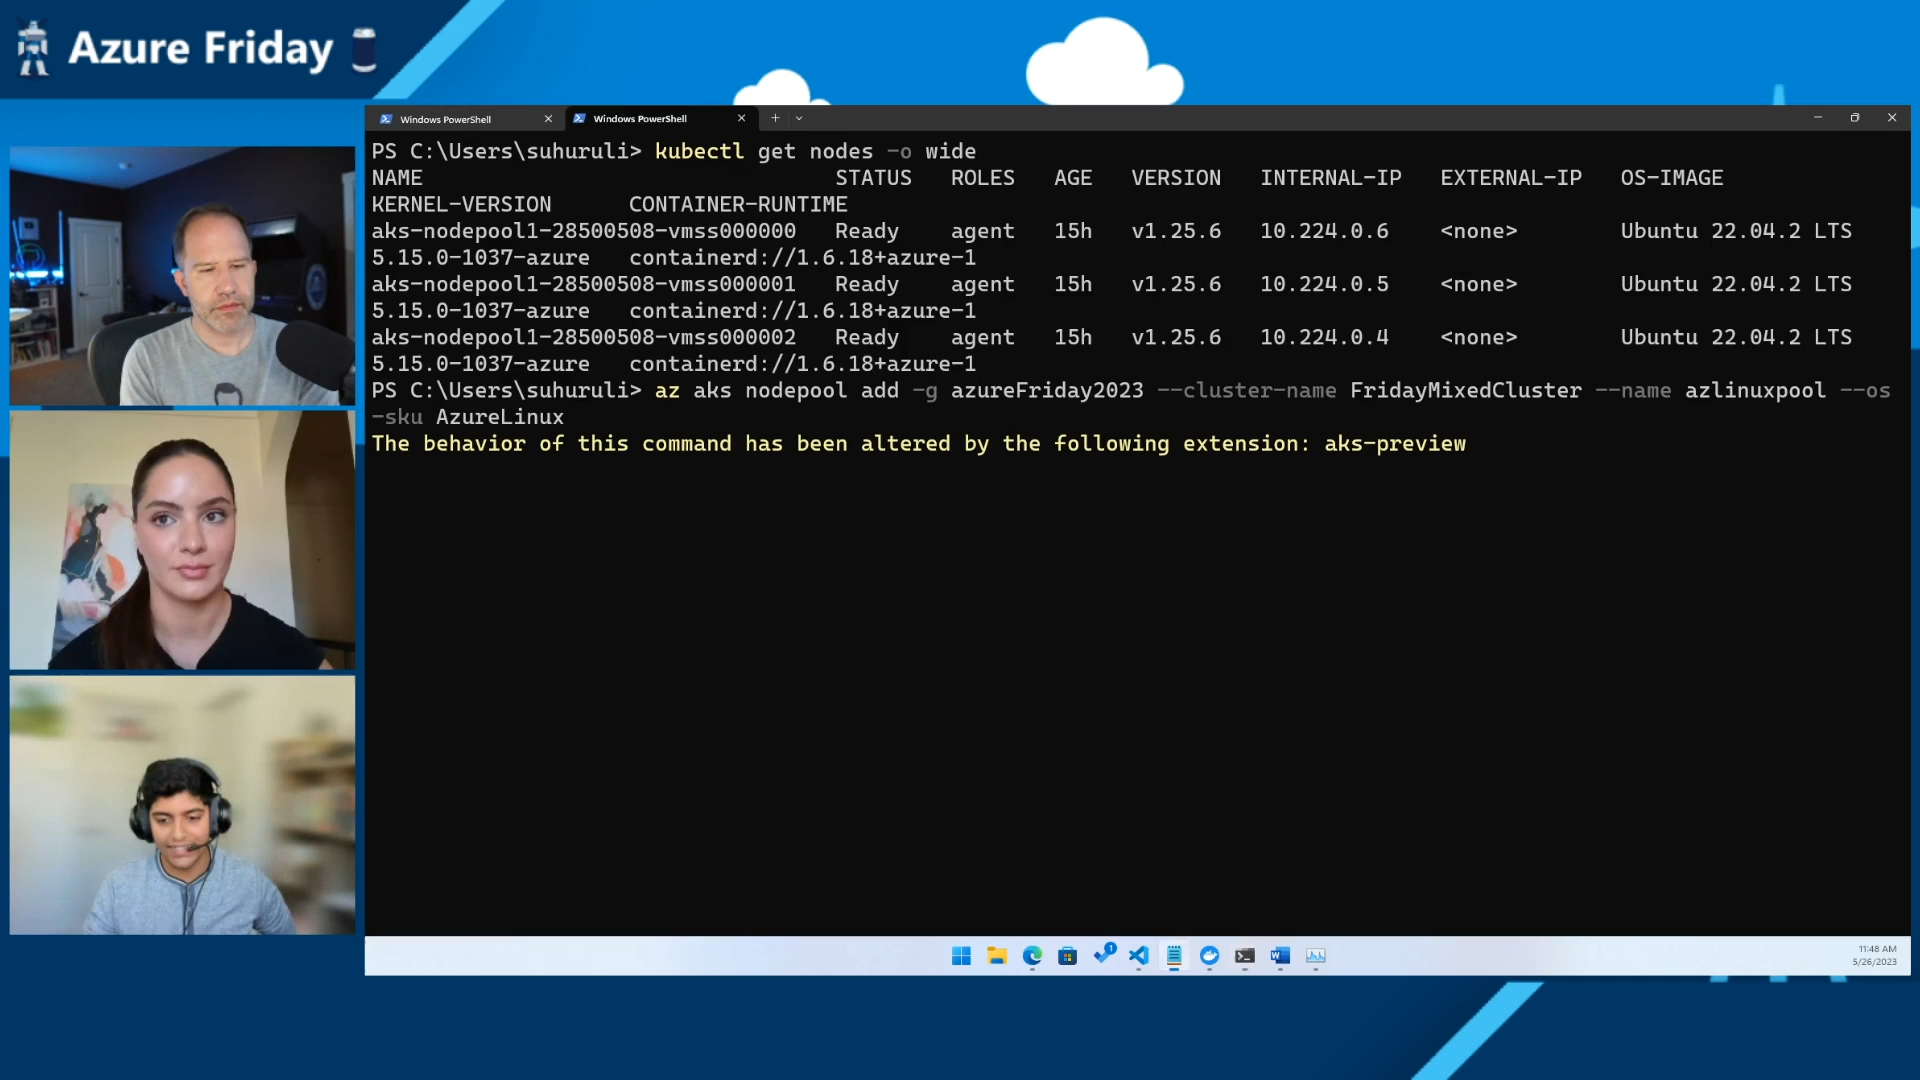 Azure Friday
Windows PowerShell
Windows PowerShell
PS C:\Users\suhuruli> kubectl get nodes -o wide
NAME STATUS ROLES AGE VERSION INTERNAL-IP EXTERNAL-IP OS-IMAGE
KERNEL-VERSION CONTAINER-RUNTIME
aks-nodepool1-28500508-vmss000000 Ready agent 15h v1.25.6 10.224.0.6 <none> Ubuntu 22.04.2 LTS
5.15.0-1037-azure containerd://1.6.18+azure-1
aks-nodepool1-28500508-vmss000001 Ready agent 15h v1.25.6 10.224.0.5 <none> Ubuntu 22.04.2 LTS
5.15.0-1037-azure containerd://1.6.18+azure-1
aks-nodepool1-28500508-vmss000002 Ready agent 15h v1.25.6 10.224.0.4 <none> Ubuntu 22.04.2 LTS
5.15.0-1037-azure containerd://1.6.18+azure-1
PS C:\Users\suhuruli> az aks nodepool add -g azureFriday2023 --cluster-name FridayMixedCluster --name azlinuxpool --os
-sku AzureLinux
The behavior of this command has been altered by the following extension: aks-preview
1
W
11:48 AM
5/26/2023